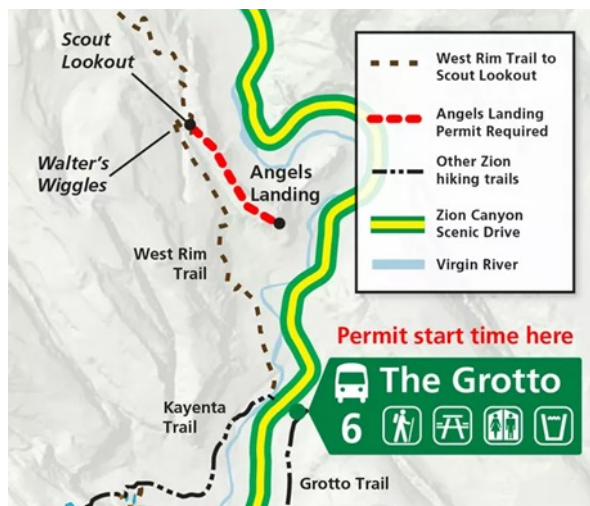 Scout
Lookout
Walter's
Wiggles
Angels
Landing
West Rim
Trail
Kayenta
Trail
Grotto Trail
West Rim Trail to
Scout Lookout
Angels Landing
Permit Required
Other Zion
hiking trails
Zion Canyon
Scenic Drive
Virgin River
Permit start time here
The Grotto
6